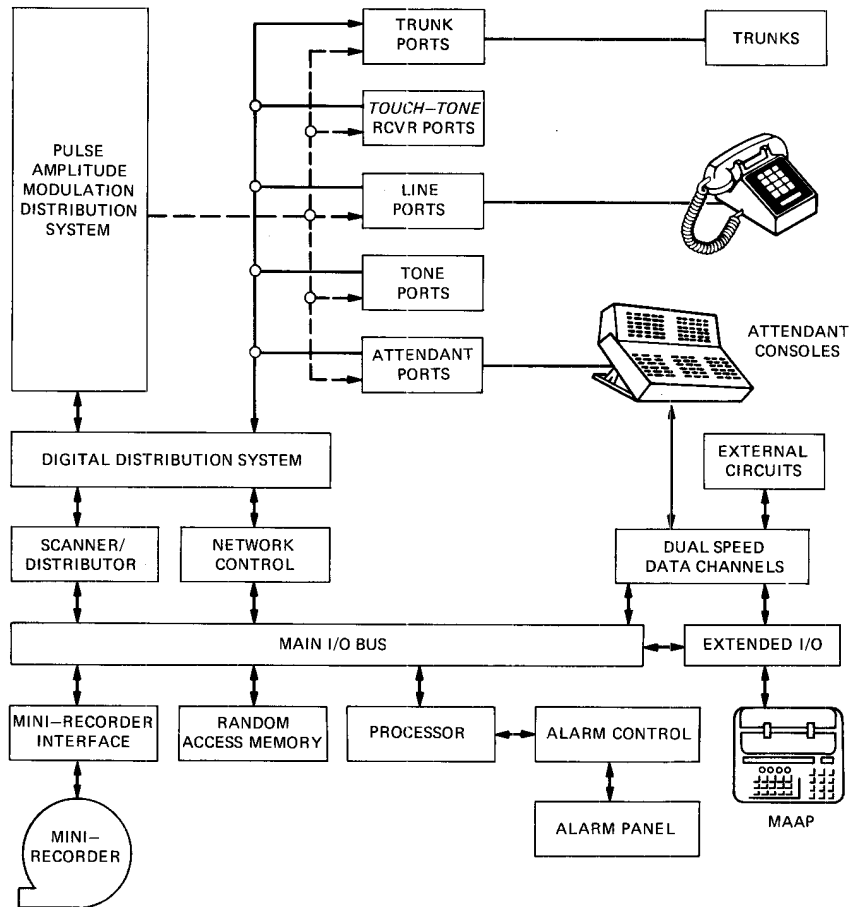 TRUNK
PORTS
TRUNKS
TOUCH–TONE
RCVR PORTS
PULSE
AMPLITUDE
MODULATION
DISTRIBUTION
SYSTEM
LINE
PORTS
TONE
PORTS
ATTENDANT
PORTS
ATTENDANT
CONSOLES
DIGITAL DISTRIBUTION SYSTEM
EXTERNAL
CIRCUITS
SCANNER/
DISTRIBUTOR
NETWORK
CONTROL
DUAL SPEED
DATA CHANNELS
MAIN I/O BUS
EXTENDED I/O
MINI–RECORDER
INTERFACE
RANDOM
ACCESS MEMORY
PROCESSOR
ALARM CONTROL
MAAP
ALARM PANEL
MINI–
RECORDER